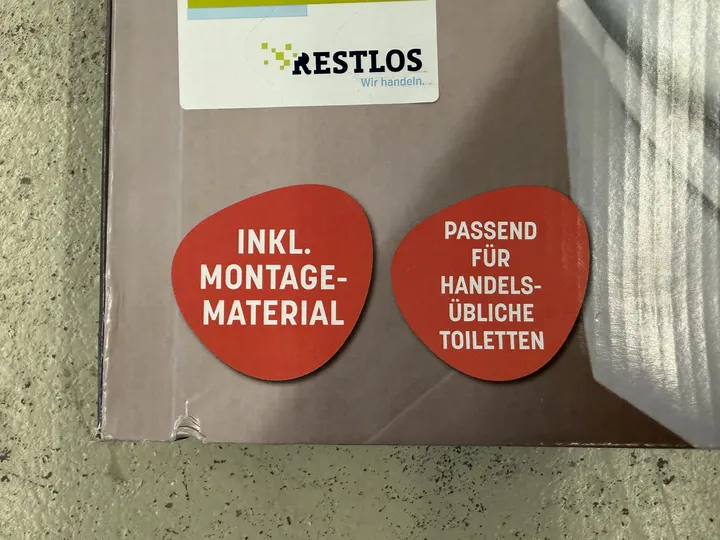 RESTLOS
Wir handeln.
INKL.
MONTAGE-
MATERIAL
PASSEND
FÜR
HANDELS-
ÜBLICHE
TOILETTEN